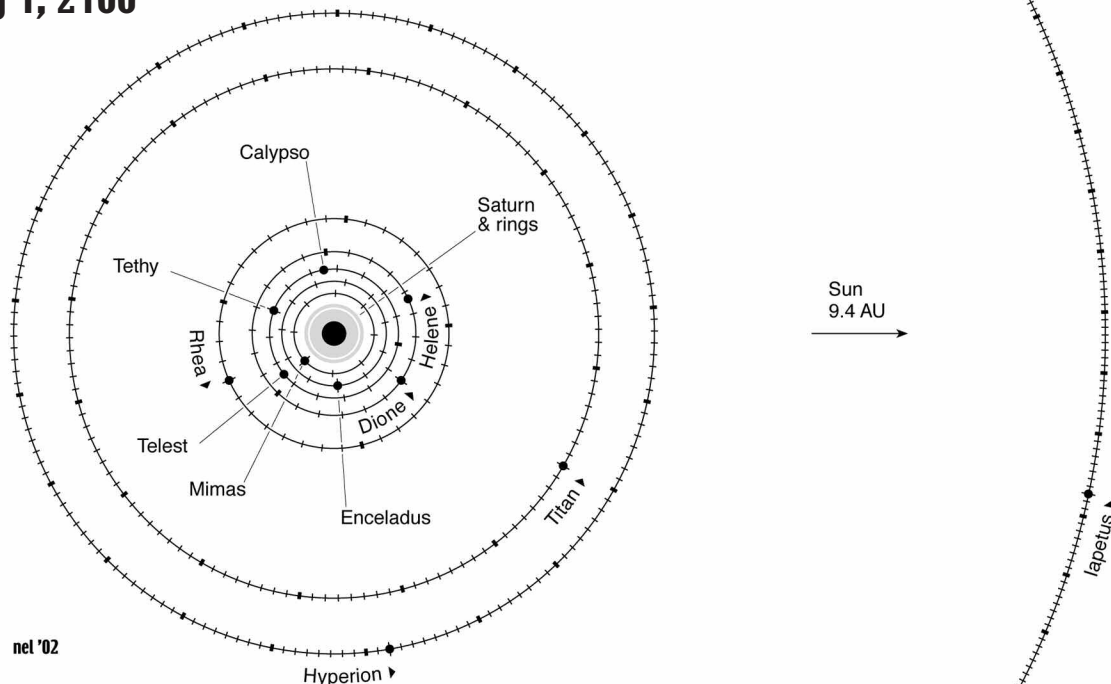 1, 2100
Calypso
Saturn
& rings
Tethy
Sun
9.4 AU
Helene
Rhea
Dione
Telest
Mimas
Enceladus
Titan
Iapetus
nel '02
Hyperion